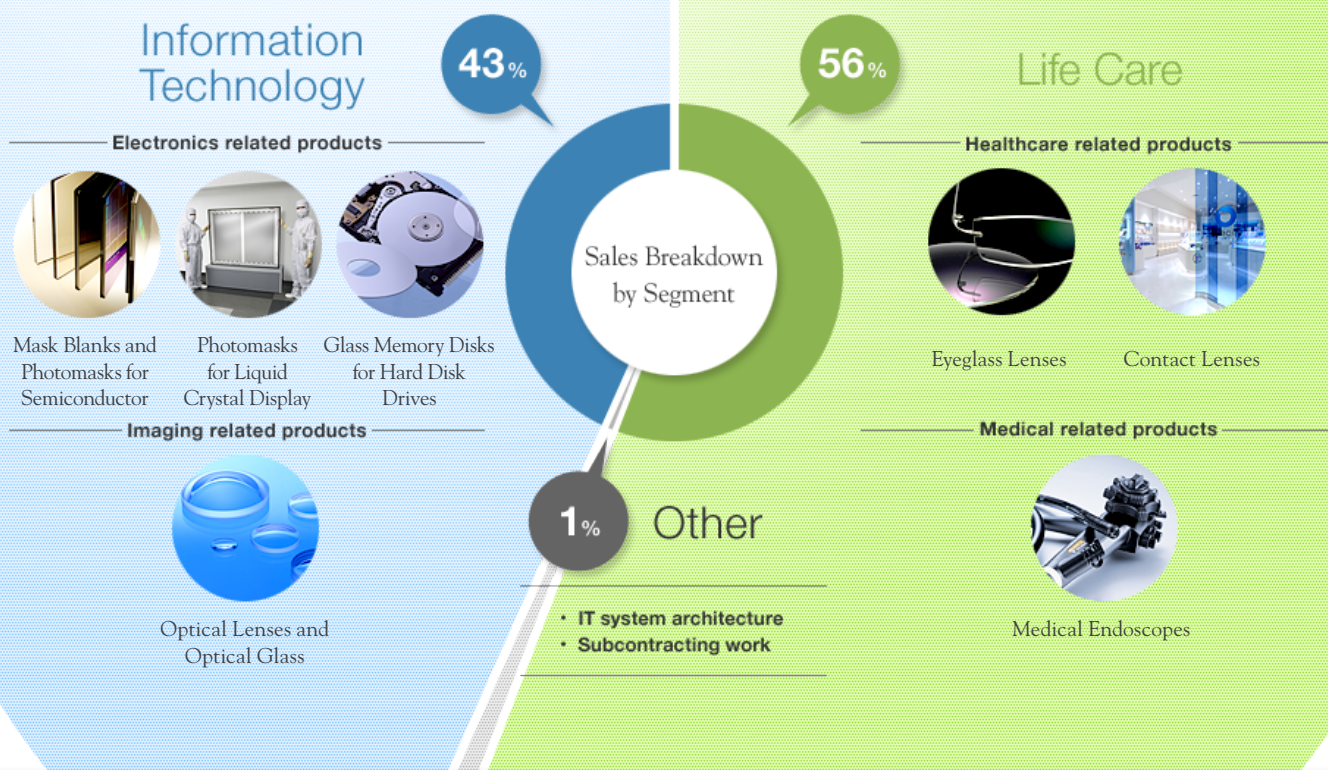 Information
Technology
43%
Electronics related products
Mask Blanks and
Photomasks for
Semiconductor
Photomasks
for Liquid
Crystal Display
Glass Memory Disks
for Hard Disk
Drives
Imaging related products
Optical Lenses and
Optical Glass
Sales Breakdown
by Segment
56%
Life Care
Healthcare related products
Eyeglass Lenses
Contact Lenses
Medical related products
Medical Endoscopes
1%
Other
・ IT system architecture
・ Subcontracting work